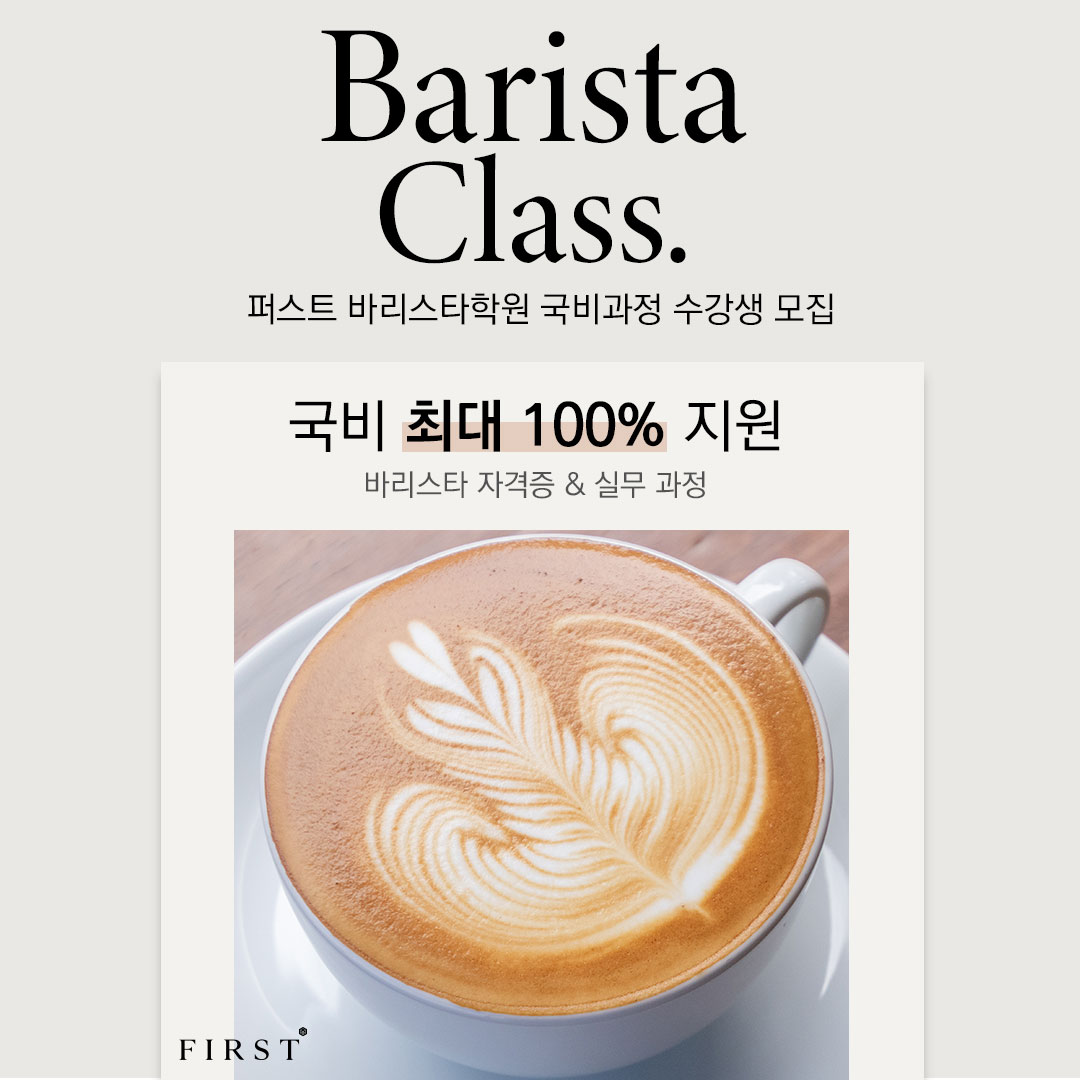 Barista
Class.
퍼스트 바리스타학원 국비과정 수강생 모집
국비 최대 100% 지원
바리스타 자격증 & 실무 과정
FIRST